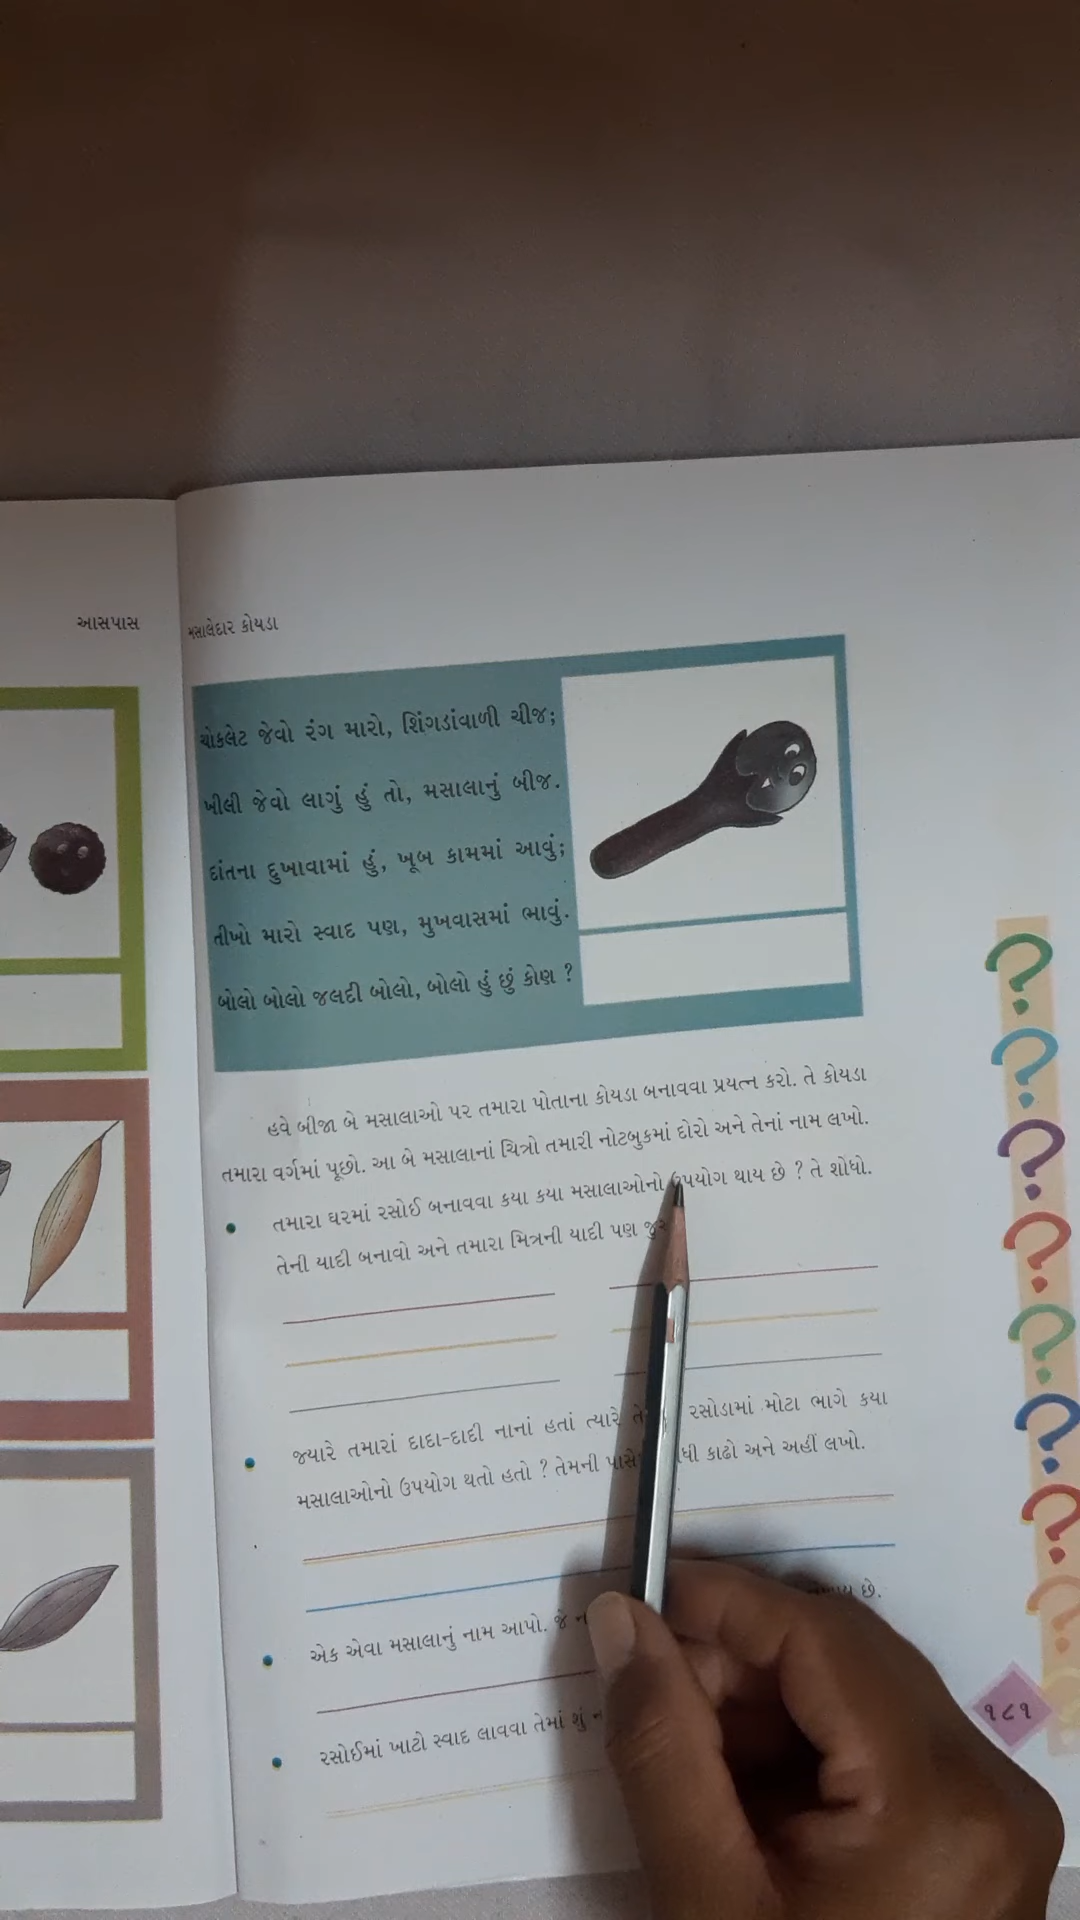 આસપાસ
મસાલેદાર કોયડા
ચોકલેટ જેવો રંગ મારો, શિંગડાંવાળી ચીજ;
ખીલી જેવો લાગું હું તો, મસાલાનું બીજ.
દાંતના દુખાવામાં હું, ખૂબ કામમાં આવું;
તીખો મારો સ્વાદ પણ, મુખવાસમાં ભાવું.
બોલો બોલો જલદી બોલો, બોલો હું છું કોણ ?
હવે બીજા બે મસાલાઓ પર તમારા પોતાના કોયડા બનાવવા પ્રયત્ન કરો. તે કોયડા
તમારા વર્ગમાં પૂછો. આ બે મસાલાનાં ચિત્રો તમારી નોટબુકમાં દોરો અને તેનાં નામ લખો.
તમારા ઘરમાં રસોઈ બનાવવા કયા કયા મસાલાઓનો ઉપયોગ થાય છે ? તે શોધો.
તેની યાદી બનાવો અને તમારા મિત્રની યાદી પણ
જ્યારે તમારાં દાદા-દાદી નાનાં હતાં ત્યારે રસોડામાં મોટા ભાગે કયા
મસાલાઓનો ઉપયોગ થતો હતો ? તેમની કાઢો અને અહીં લખો.
એક એવા મસાલાનું નામ આપો. જે છે.
રસોઈમાં ખાટો સ્વાદ લાવવા તેમાં શું
૧૮૧